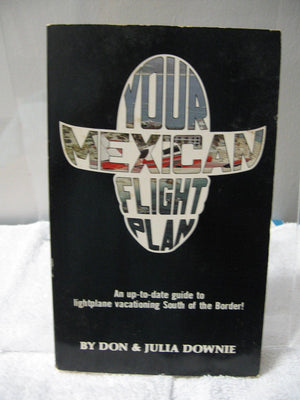 YOUR
MEXICAN
FLIGHT
PLAN
An up-to-date guide to
lightplane vacationing South of the Border!
BY DON & JULIA DOWNIE